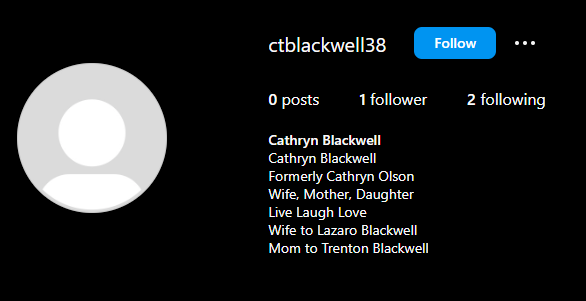 ctblackwell38 Follow
0 posts 1 follower 2 following
Cathryn Blackwell
Cathryn Blackwell
Formerly Cathryn Olson
Wife, Mother, Daughter
Live Laugh Love
Wife to Lazaro Blackwell
Mom to Trenton Blackwell